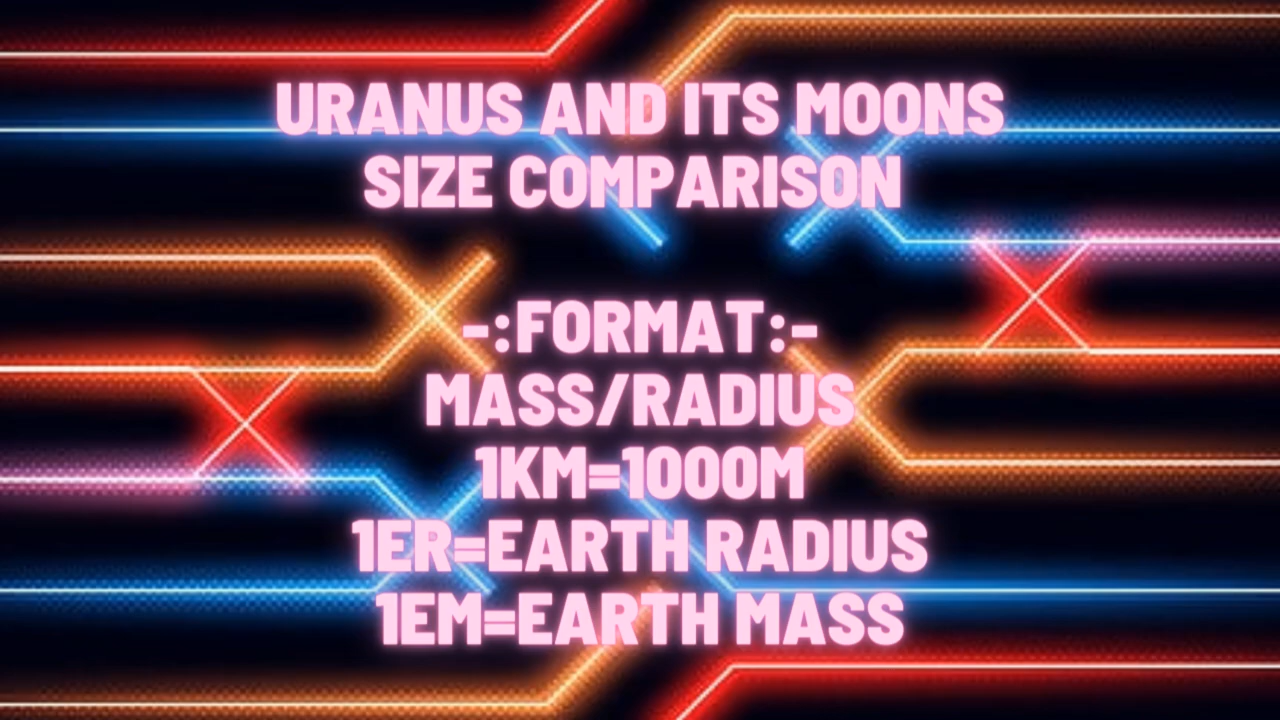 URANUS AND ITS MOONS
SIZE COMPARISON
-:FORMAT:-
MASS/RADIUS
1KM=1000M
1ER=EARTH RADIUS
1EM=EARTH MASS